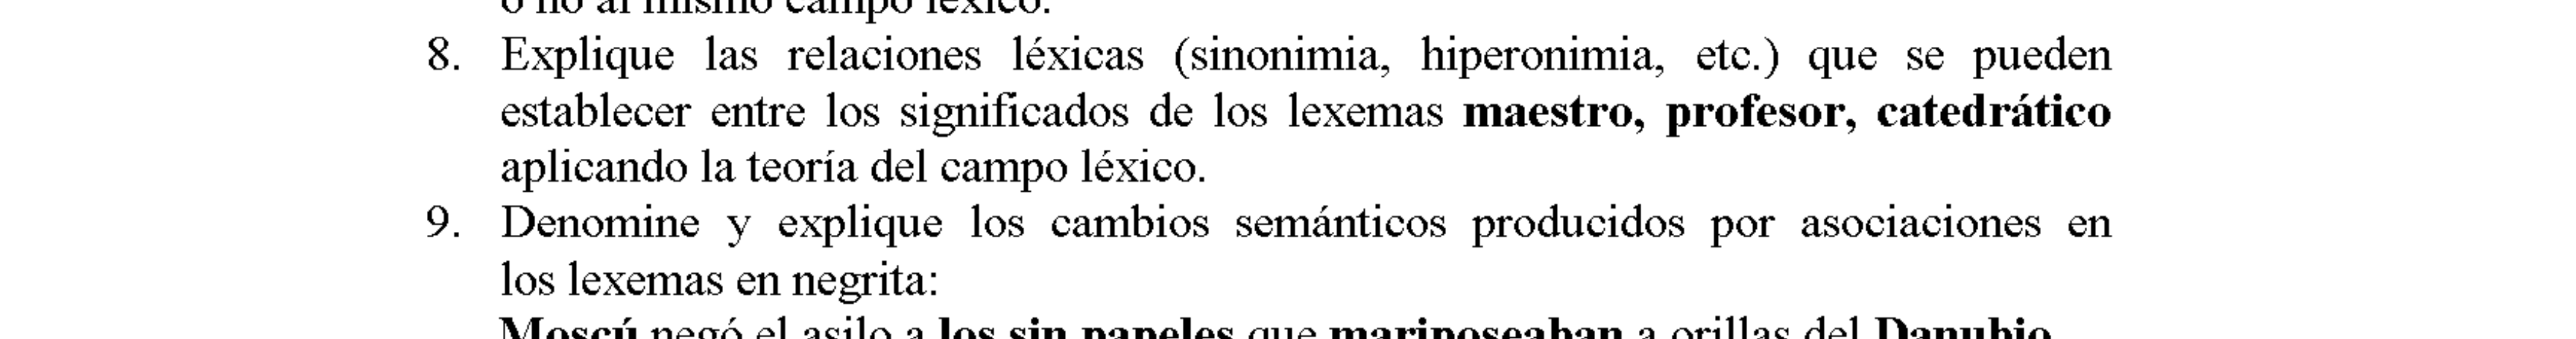 o no al mismo campo léxico.
8. Explique las relaciones léxicas (sinonimia, hiperonimia, etc.) que se pueden
establecer entre los significados de los lexemas maestro, profesor, catedrático
aplicando la teoría del campo léxico.
9. Denomine y explique los cambios semánticos producidos por asociaciones en
los lexemas en negrita:
Moscú negó el asilo a los sin papeles que mariposeaban a orillas del Danubio